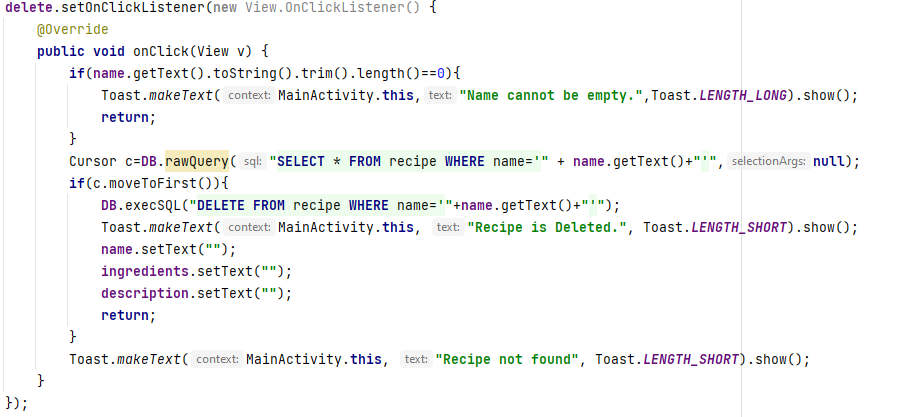 delete.setOnClickListener(new View.OnClickListener() {
@Override
public void onClick(View v) {
if(name.getText().toString().trim().length()==0){
Toast.makeText( context: MainActivity.this, text: "Name cannot be empty.",Toast.LENGTH_LONG).show();
return;
}
Cursor c=DB.rawQuery( sql: "SELECT * FROM recipe WHERE name='" + name.getText()+"'", selectionArgs: null);
if(c.moveToFirst()){
DB.execSQL("DELETE FROM recipe WHERE name='"+name.getText()+"'");
Toast.makeText( context: MainActivity.this, text: "Recipe is Deleted.", Toast.LENGTH_SHORT).show();
name.setText("");
ingredients.setText("");
description.setText("");
return;
}
Toast.makeText( context: MainActivity.this, text: "Recipe not found", Toast.LENGTH_SHORT).show();
}
});